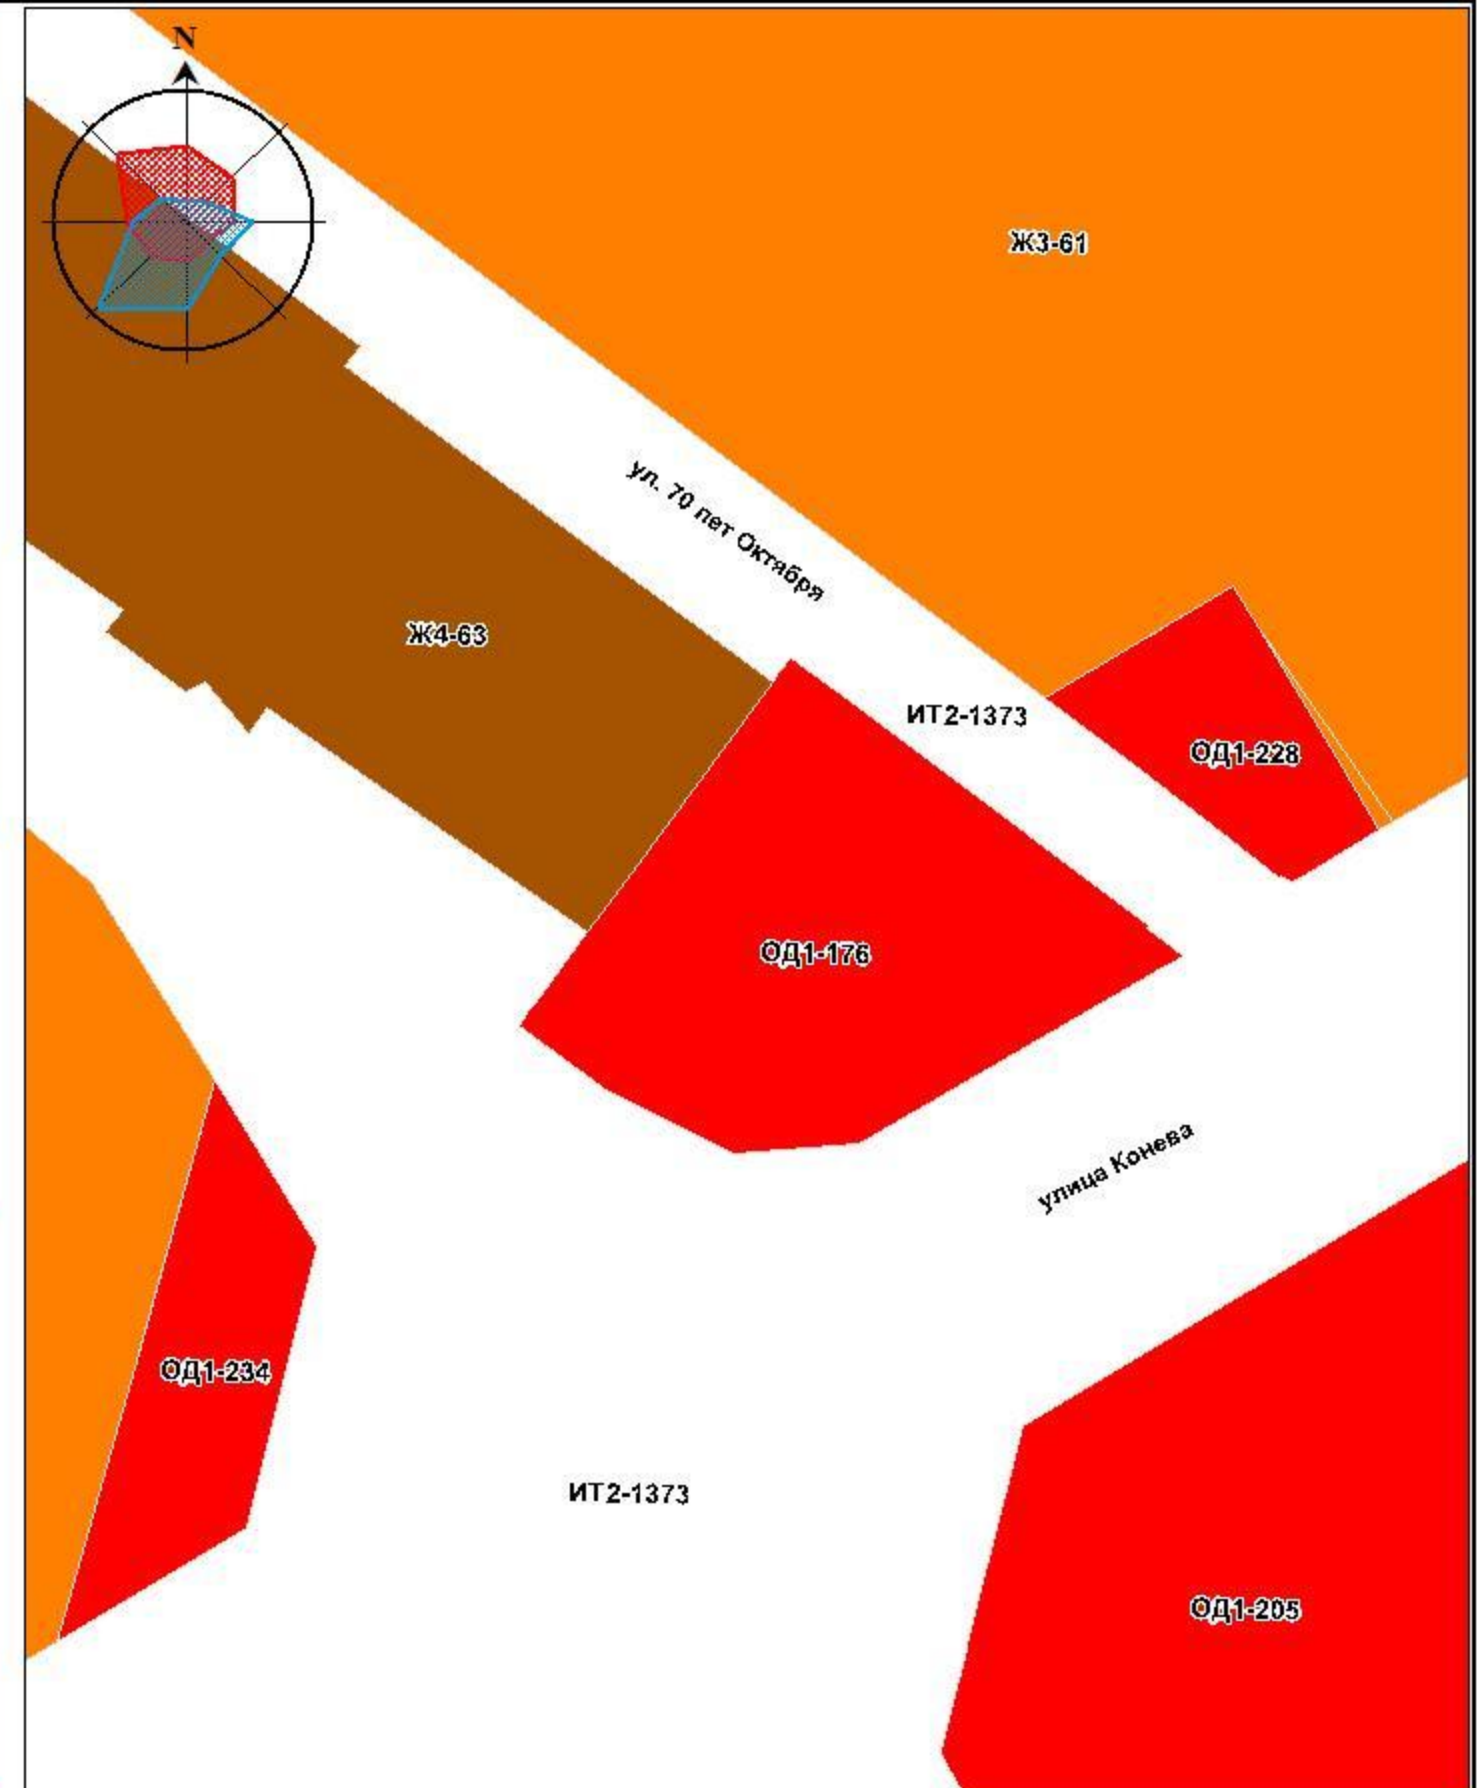 N
ЖЗ-61
ул. 70 лет Октября
Ж4-63
ИТ2-1373
ОД1-228
ОД1-176
улица Конева
ОД1-234
ИТ2-1373
ОД1-205